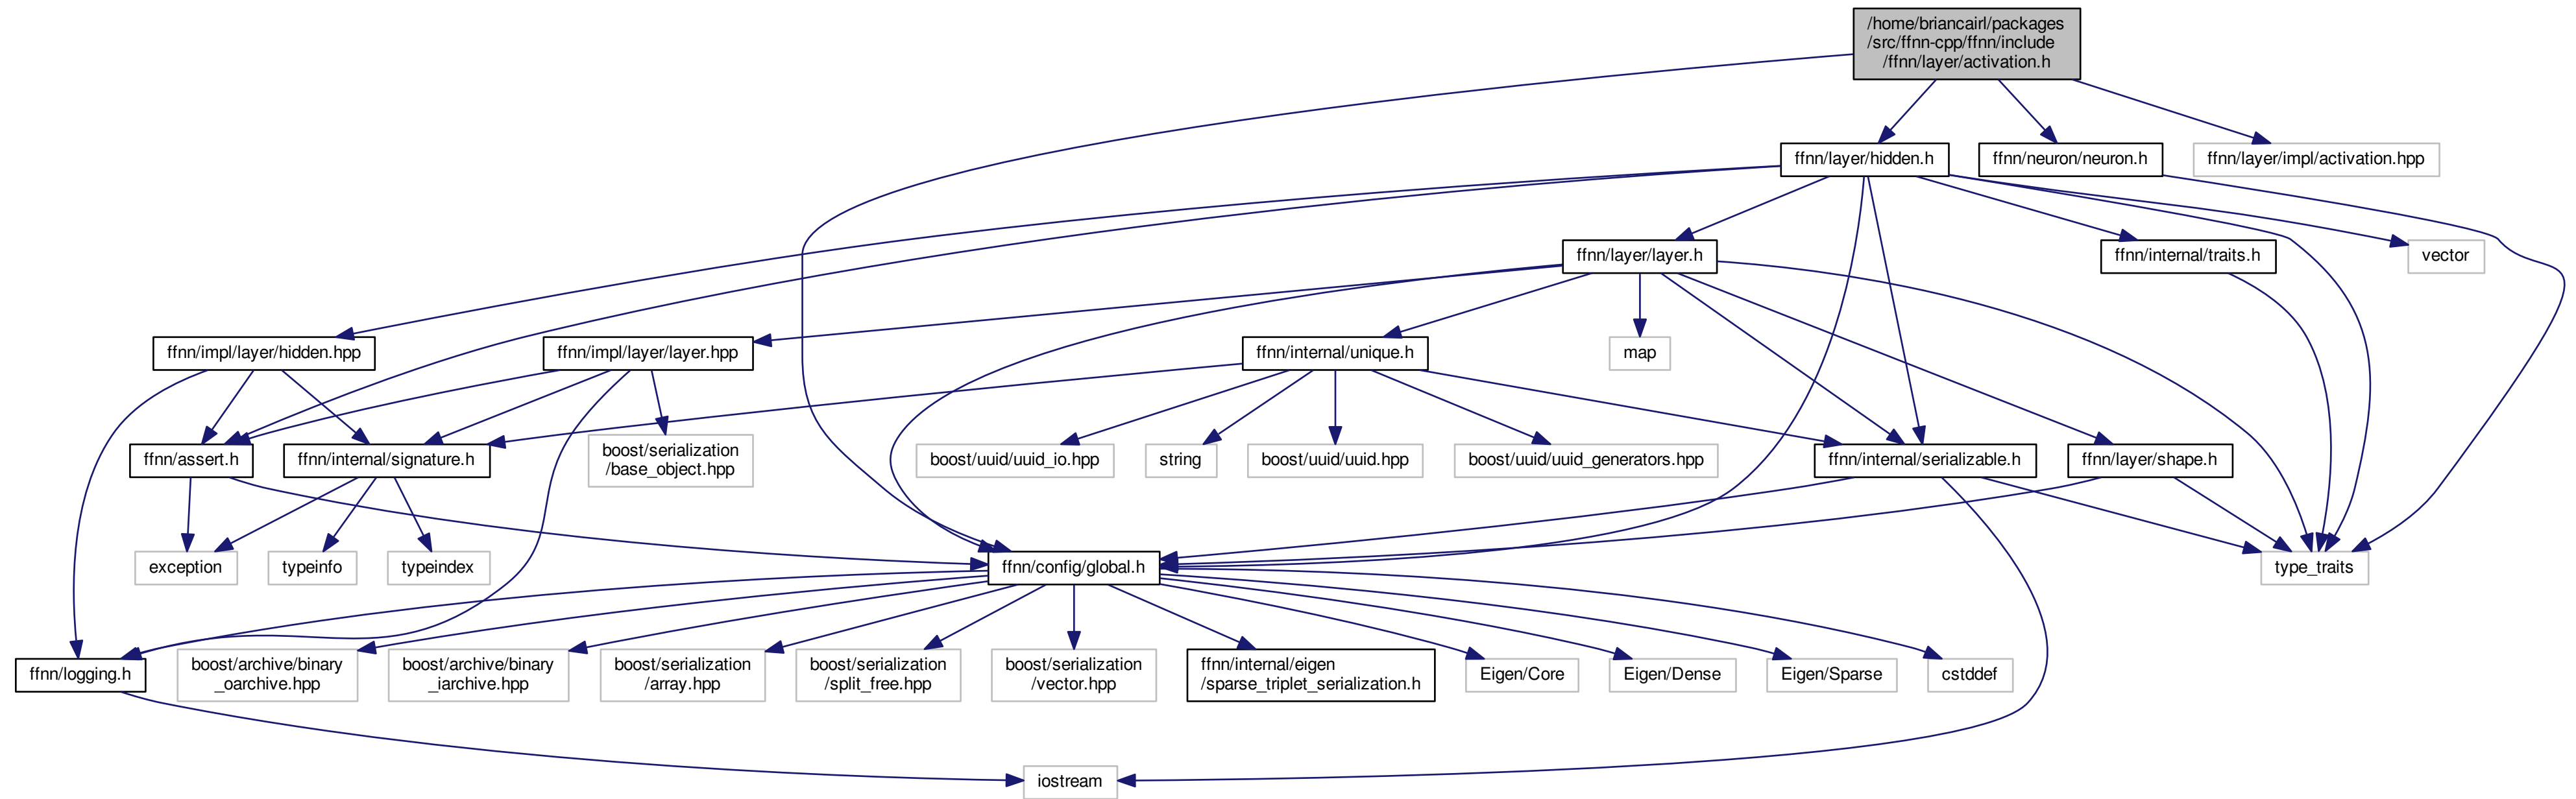 /home/briancairl/packages
/src/ffnn-cpp/ffnn/include
/ffnn/layer/activation.h
ffnn/layer/hidden.h
ffnn/neuron/neuron.h
ffnn/layer/impl/activation.hpp
ffnn/layer/layer.h
ffnn/internal/traits.h
vector
ffnn/impl/layer/hidden.hpp
ffnn/impl/layer/layer.hpp
ffnn/internal/unique.h
map
ffnn/assert.h
ffnn/internal/signature.h
boost/serialization
/base_object.hpp
boost/uuid/uuid_io.hpp
string
boost/uuid/uuid.hpp
boost/uuid/uuid_generators.hpp
ffnn/internal/serializable.h
ffnn/layer/shape.h
exception
typeinfo
typeindex
ffnn/config/global.h
type_traits
ffnn/logging.h
boost/archive/binary
_oarchive.hpp
boost/archive/binary
_iarchive.hpp
boost/serialization
/array.hpp
boost/serialization
/split_free.hpp
boost/serialization
/vector.hpp
ffnn/internal/eigen
/sparse_triplet_serialization.h
Eigen/Core
Eigen/Dense
Eigen/Sparse
cstddef
iostream